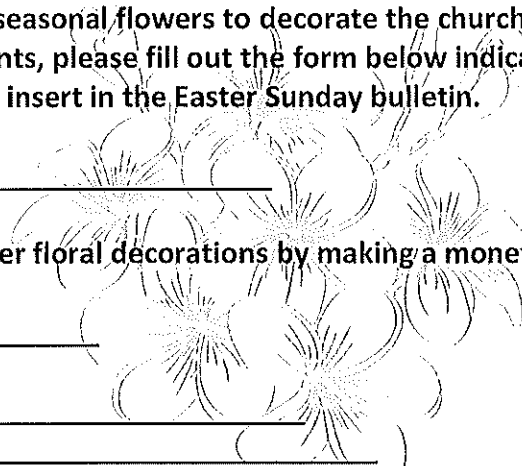 seasonal flowers to decorate the church
nts, please fill out the form below indica
insert in the Easter Sunday bulletin.
er floral decorations by making a monet